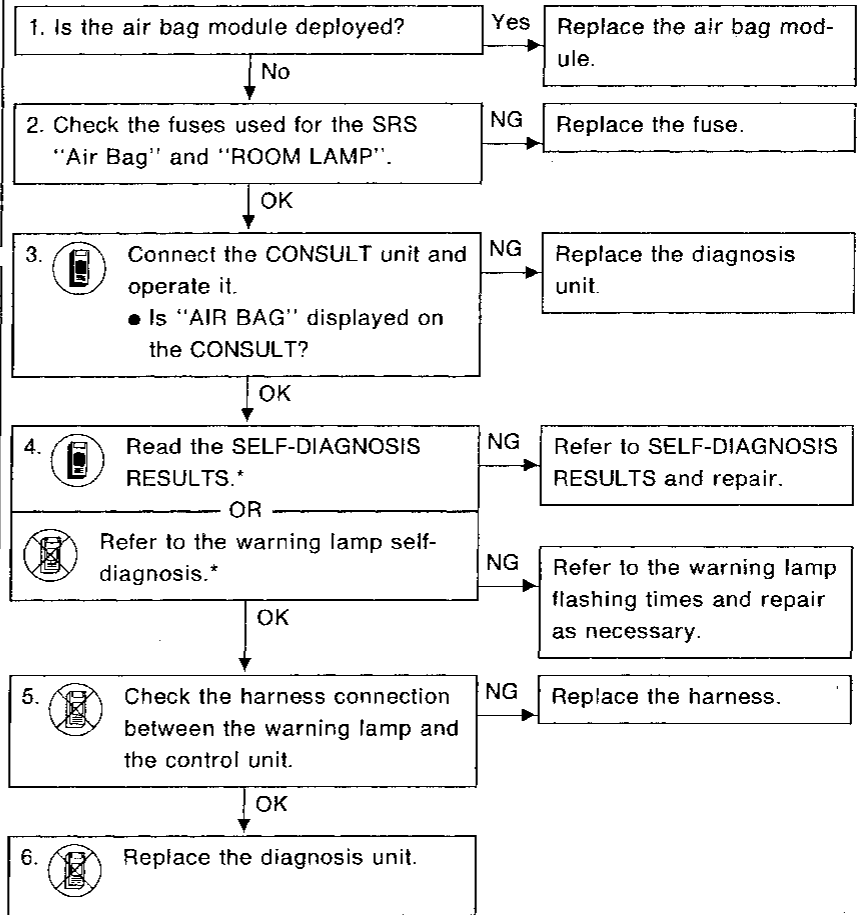 1. Is the air bag module deployed?
Yes
Replace the air bag mod-
ule.
No
2. Check the fuses used for the SRS
"Air Bag" and "ROOM LAMP".
NG
Replace the fuse.
OK
3. Connect the CONSULT unit and
operate it.
● Is "AIR BAG" displayed on
the CONSULT?
NG
Replace the diagnosis
unit.
OK
4. Read the SELF-DIAGNOSIS
RESULTS.*
NG
Refer to SELF-DIAGNOSIS
RESULTS and repair.
OR
Refer to the warning lamp self-
diagnosis.*
NG
Refer to the warning lamp
flashing times and repair
as necessary.
OK
5. Check the harness connection
between the warning lamp and
the control unit.
NG
Replace the harness.
OK
6. Replace the diagnosis unit.